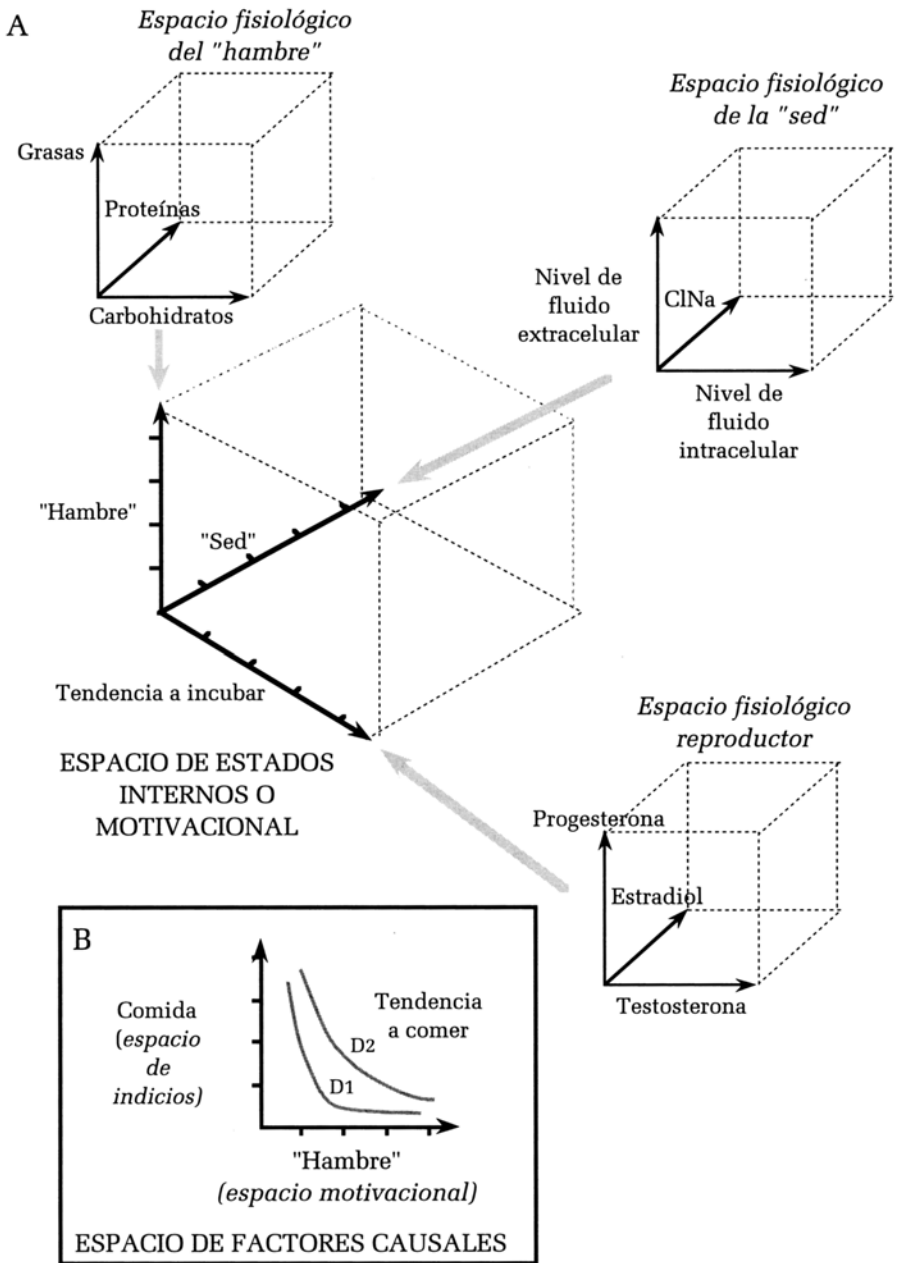 A
Espacio fisiológico
del "hambre"
Grasas
Proteínas
Carbohidratos
Espacio fisiológico
de la "sed"
Nivel de
fluido
extracelular
ClNa
Nivel de
fluido
intracelular
"Hambre"
"Sed"
Tendencia a incubar
ESPACIO DE ESTADOS
INTERNOS O
MOTIVACIONAL
Espacio fisiológico
reproductor
Progesterona
Estradiol
Testosterona
B
Comida
(espacio
de
indicios)
Tendencia
a comer
D2
D1
"Hambre"
(espacio motivacional)
ESPACIO DE FACTORES CAUSALES